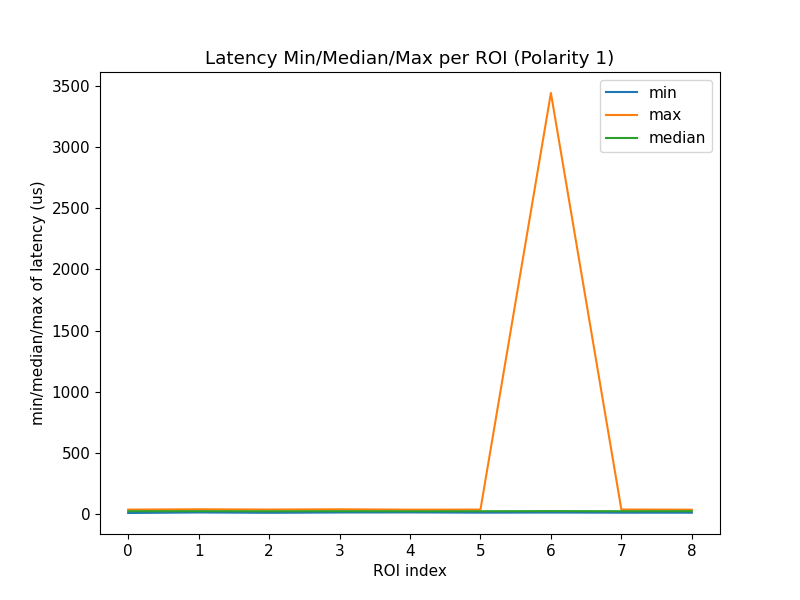 Latency Min/Median/Max per ROI (Polarity 1)
min
max
median
min/median/max of latency (us)
3500
3000
2500
2000
1500
1000
500
0
0 1 2 3 4 5 6 7 8
ROI index